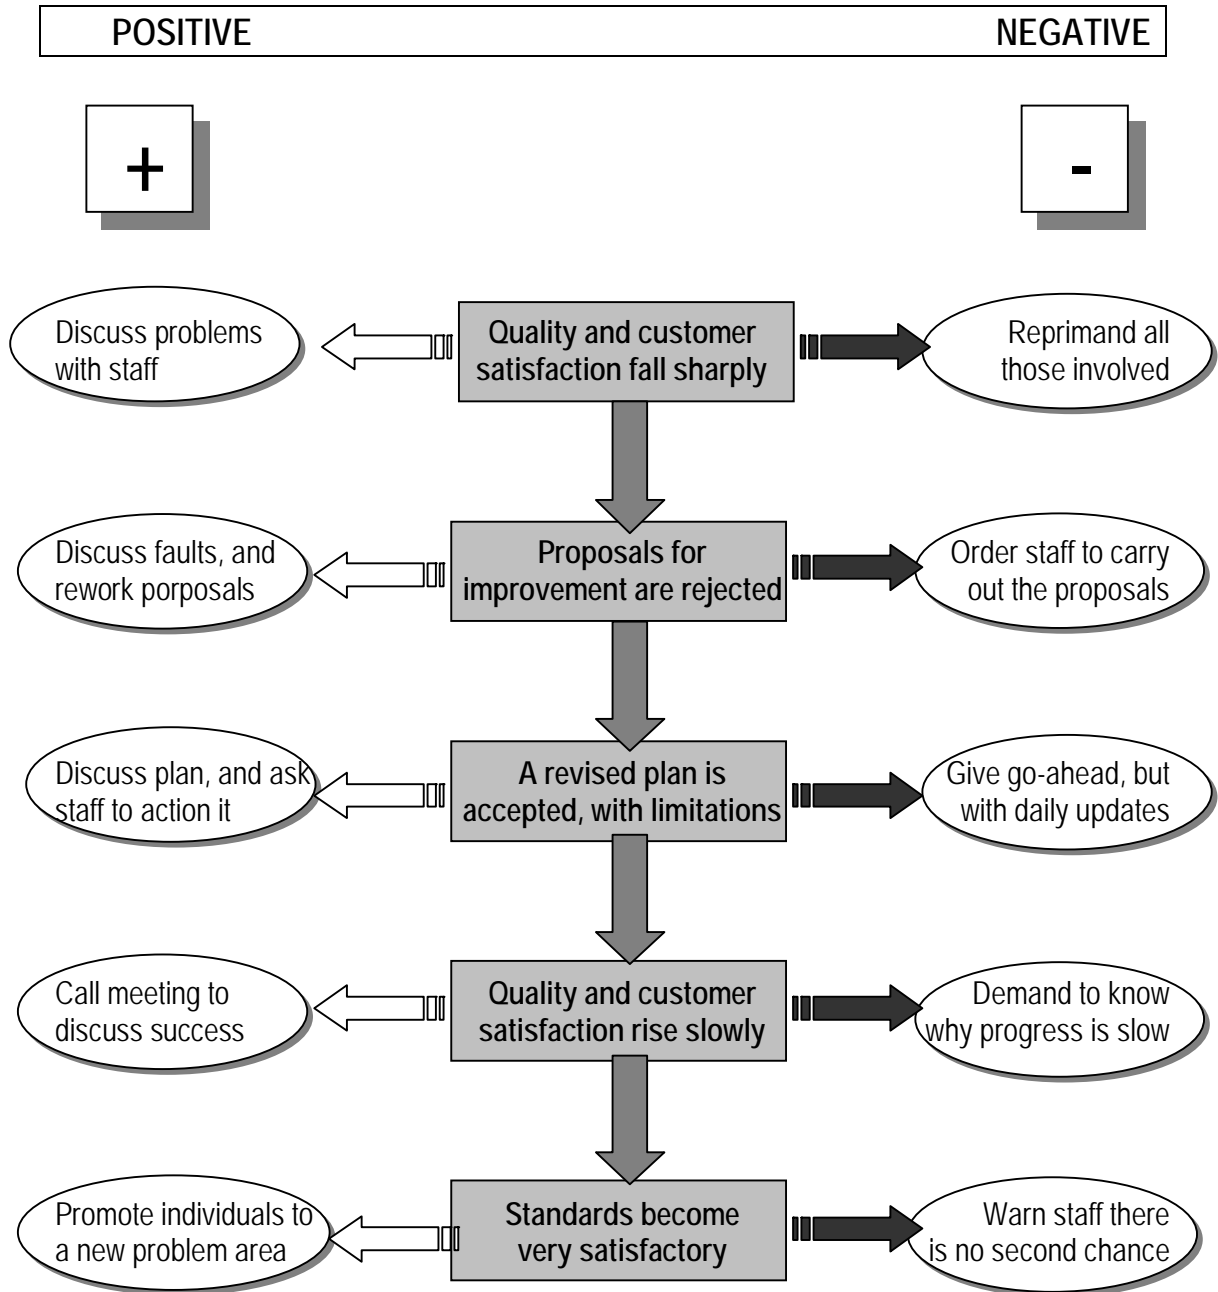 POSITIVE NEGATIVE
+ -
Discuss problems
with staff
Quality and customer
satisfaction fall sharply
Reprimand all
those involved
Discuss faults, and
rework porposals
Proposals for
improvement are rejected
Order staff to carry
out the proposals
Discuss plan, and ask
staff to action it
A revised plan is
accepted, with limitations
Give go-ahead, but
with daily updates
Call meeting to
discuss success
Quality and customer
satisfaction rise slowly
Demand to know
why progress is slow
Promote individuals to
a new problem area
Standards become
very satisfactory
Warn staff there
is no second chance